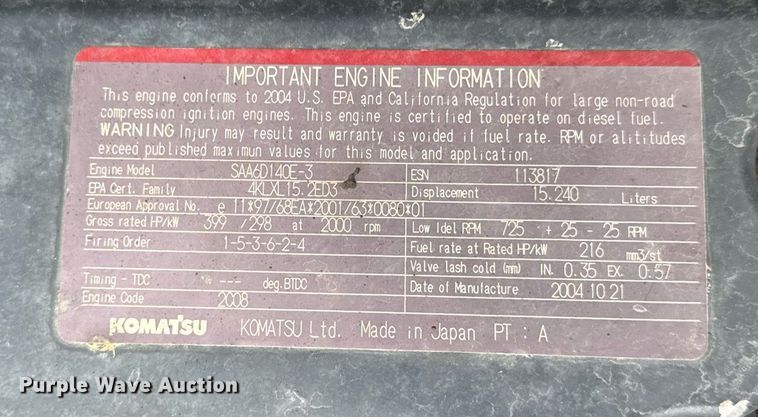 IMPORTANT ENGINE INFORMATION
This engine conforms to 2004 U.S. EPA and California Regulation for large non-road
compression ignition engines. This engine is certified to operate on diesel fuel.
WARNING Injury may result and warranty is voided if fuel rate. RPM or alititudes
exceed published maximun values for this model and application.
Engine Model SAA6D140E-3 ESN 113817
EPA Cert. Family 4KLXL15.2ED3 Displacement 15.240 Liters
European Approval No. e 11*97/68EA*2001/63*0080*01
Gross rated HP/kW 399 /298 at 2000 rpm Low Idel RPM 725 + 25 - 25 RPM
Firing Order 1-5-3-6-2-4 Fuel rate at Rated HP/kW 216 mm3/st
Valve lash cold (mm) IN. 0.35 EX. 0.57
Timing - TDC --- deg.BTDC Date of Manufacture 2004 10 21
Engine Code 2008
KOMATSU KOMATSU Ltd. Made in Japan PT : A
Purple Wave Auction